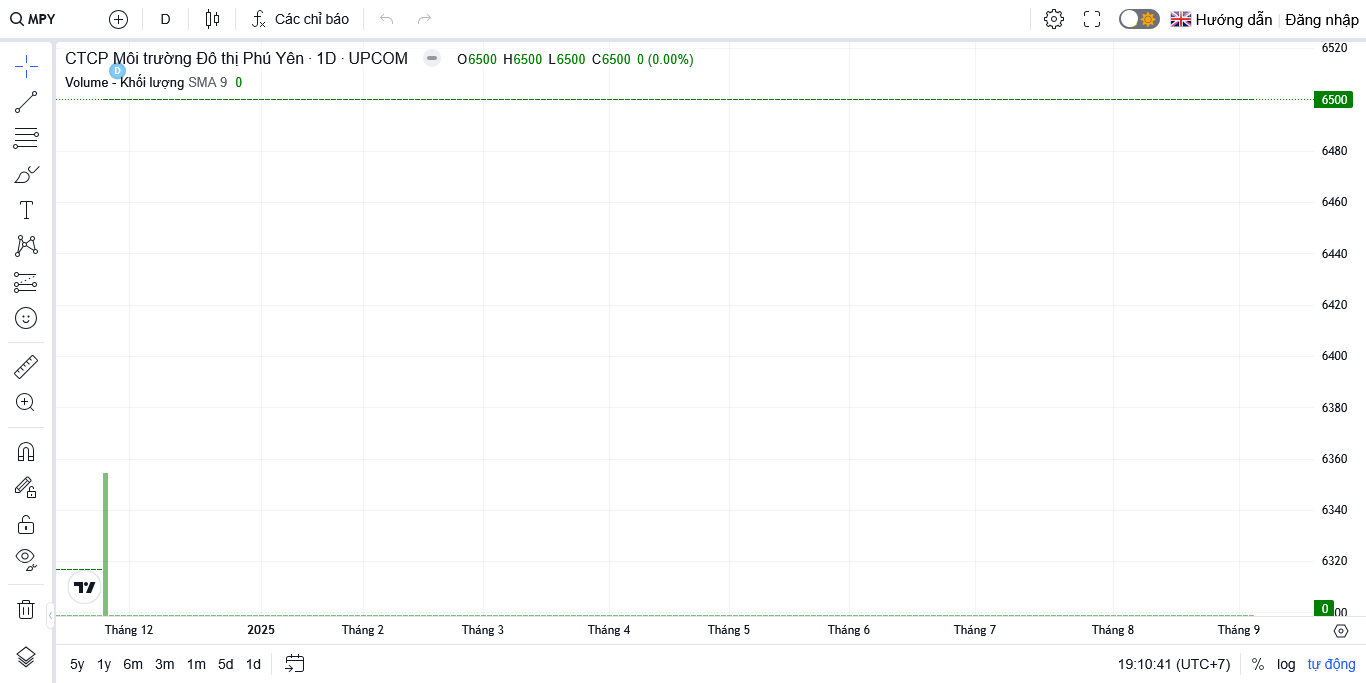 MPY D Các chỉ báo Hướng dẫn Đăng nhập
CTCP Môi trường Đô thị Phú Yên · 1D · UPCOM O6500 H6500 L6500 C6500 0 (0.00%)
D
Volume - Khối lượng SMA 9 0
6520
6500
6480
6460
6440
6420
6400
6380
6360
6340
6320
0 00
Tháng 12 2025 Tháng 2 Tháng 3 Tháng 4 Tháng 5 Tháng 6 Tháng 7 Tháng 8 Tháng 9
5y 1y 6m 3m 1m 5d 1d 19:10:41 (UTC+7) % log tự động